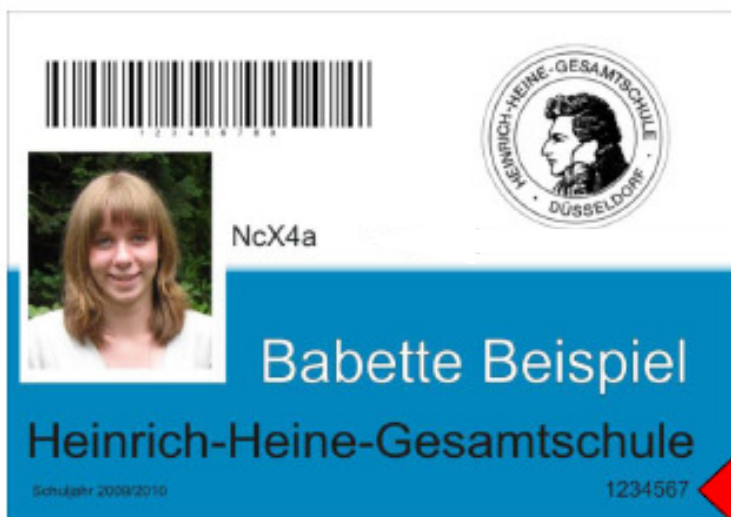 123456789
HEINRICH-HEINE-GESAMTSCHULE
· DÜSSELDORF ·
NcX4a
Babette Beispiel
Heinrich-Heine-Gesamtschule
Schuljahr 2009/2010
1234567